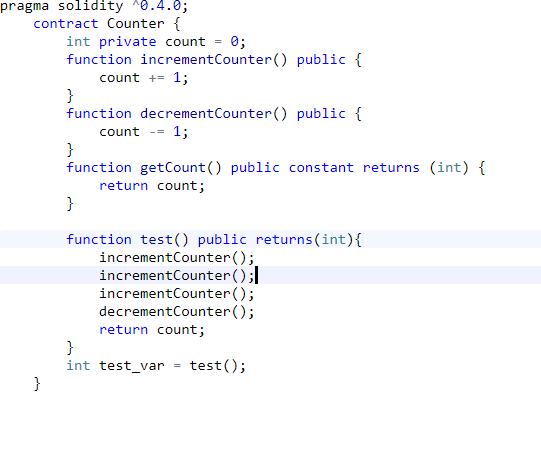 pragma solidity ^0.4.0;
    contract Counter {
        int private count = 0;
        function incrementCounter() public {
            count += 1;
        }
        function decrementCounter() public {
            count -= 1;
        }
        function getCount() public constant returns (int) {
            return count;
        }

        function test() public returns(int){
            incrementCounter();
            incrementCounter();
            incrementCounter();
            decrementCounter();
            return count;
        }
        int test_var = test();
    }